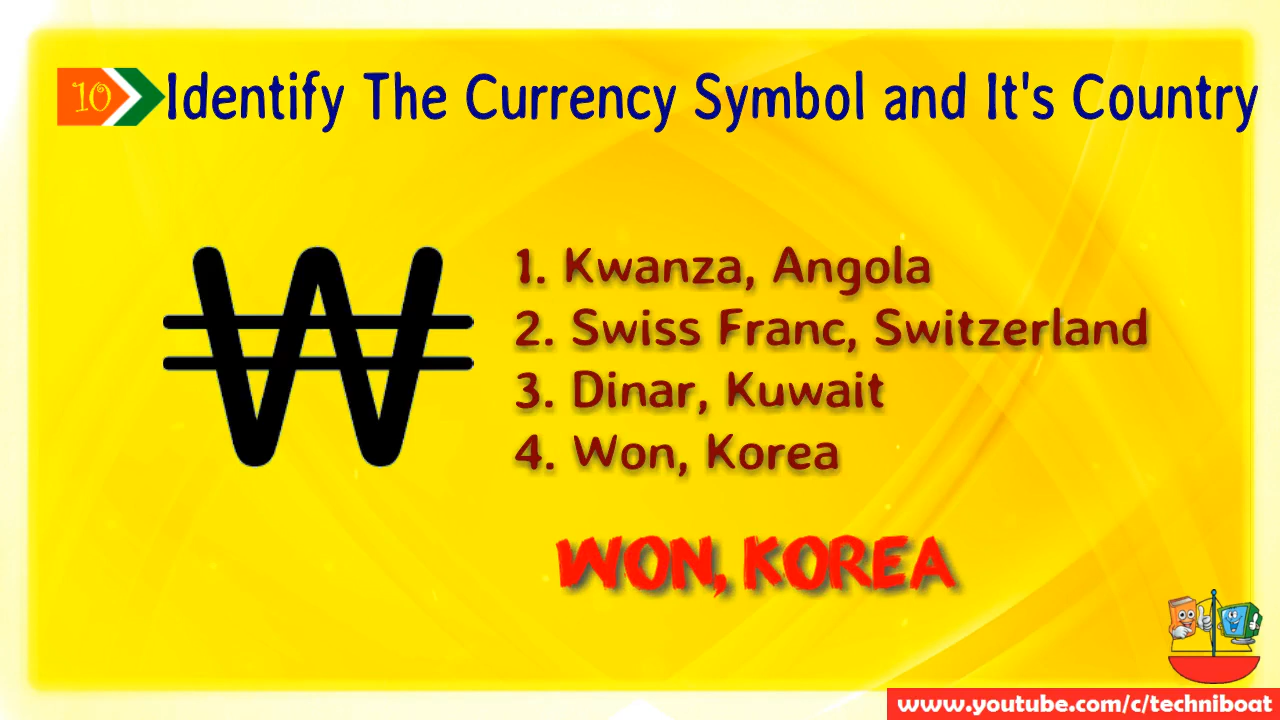 10 Identify The Currency Symbol and It's Country
₩
1. Kwanza, Angola
2. Swiss Franc, Switzerland
3. Dinar, Kuwait
4. Won, Korea
WON, KOREA
www.youtube.com/c/techniboat